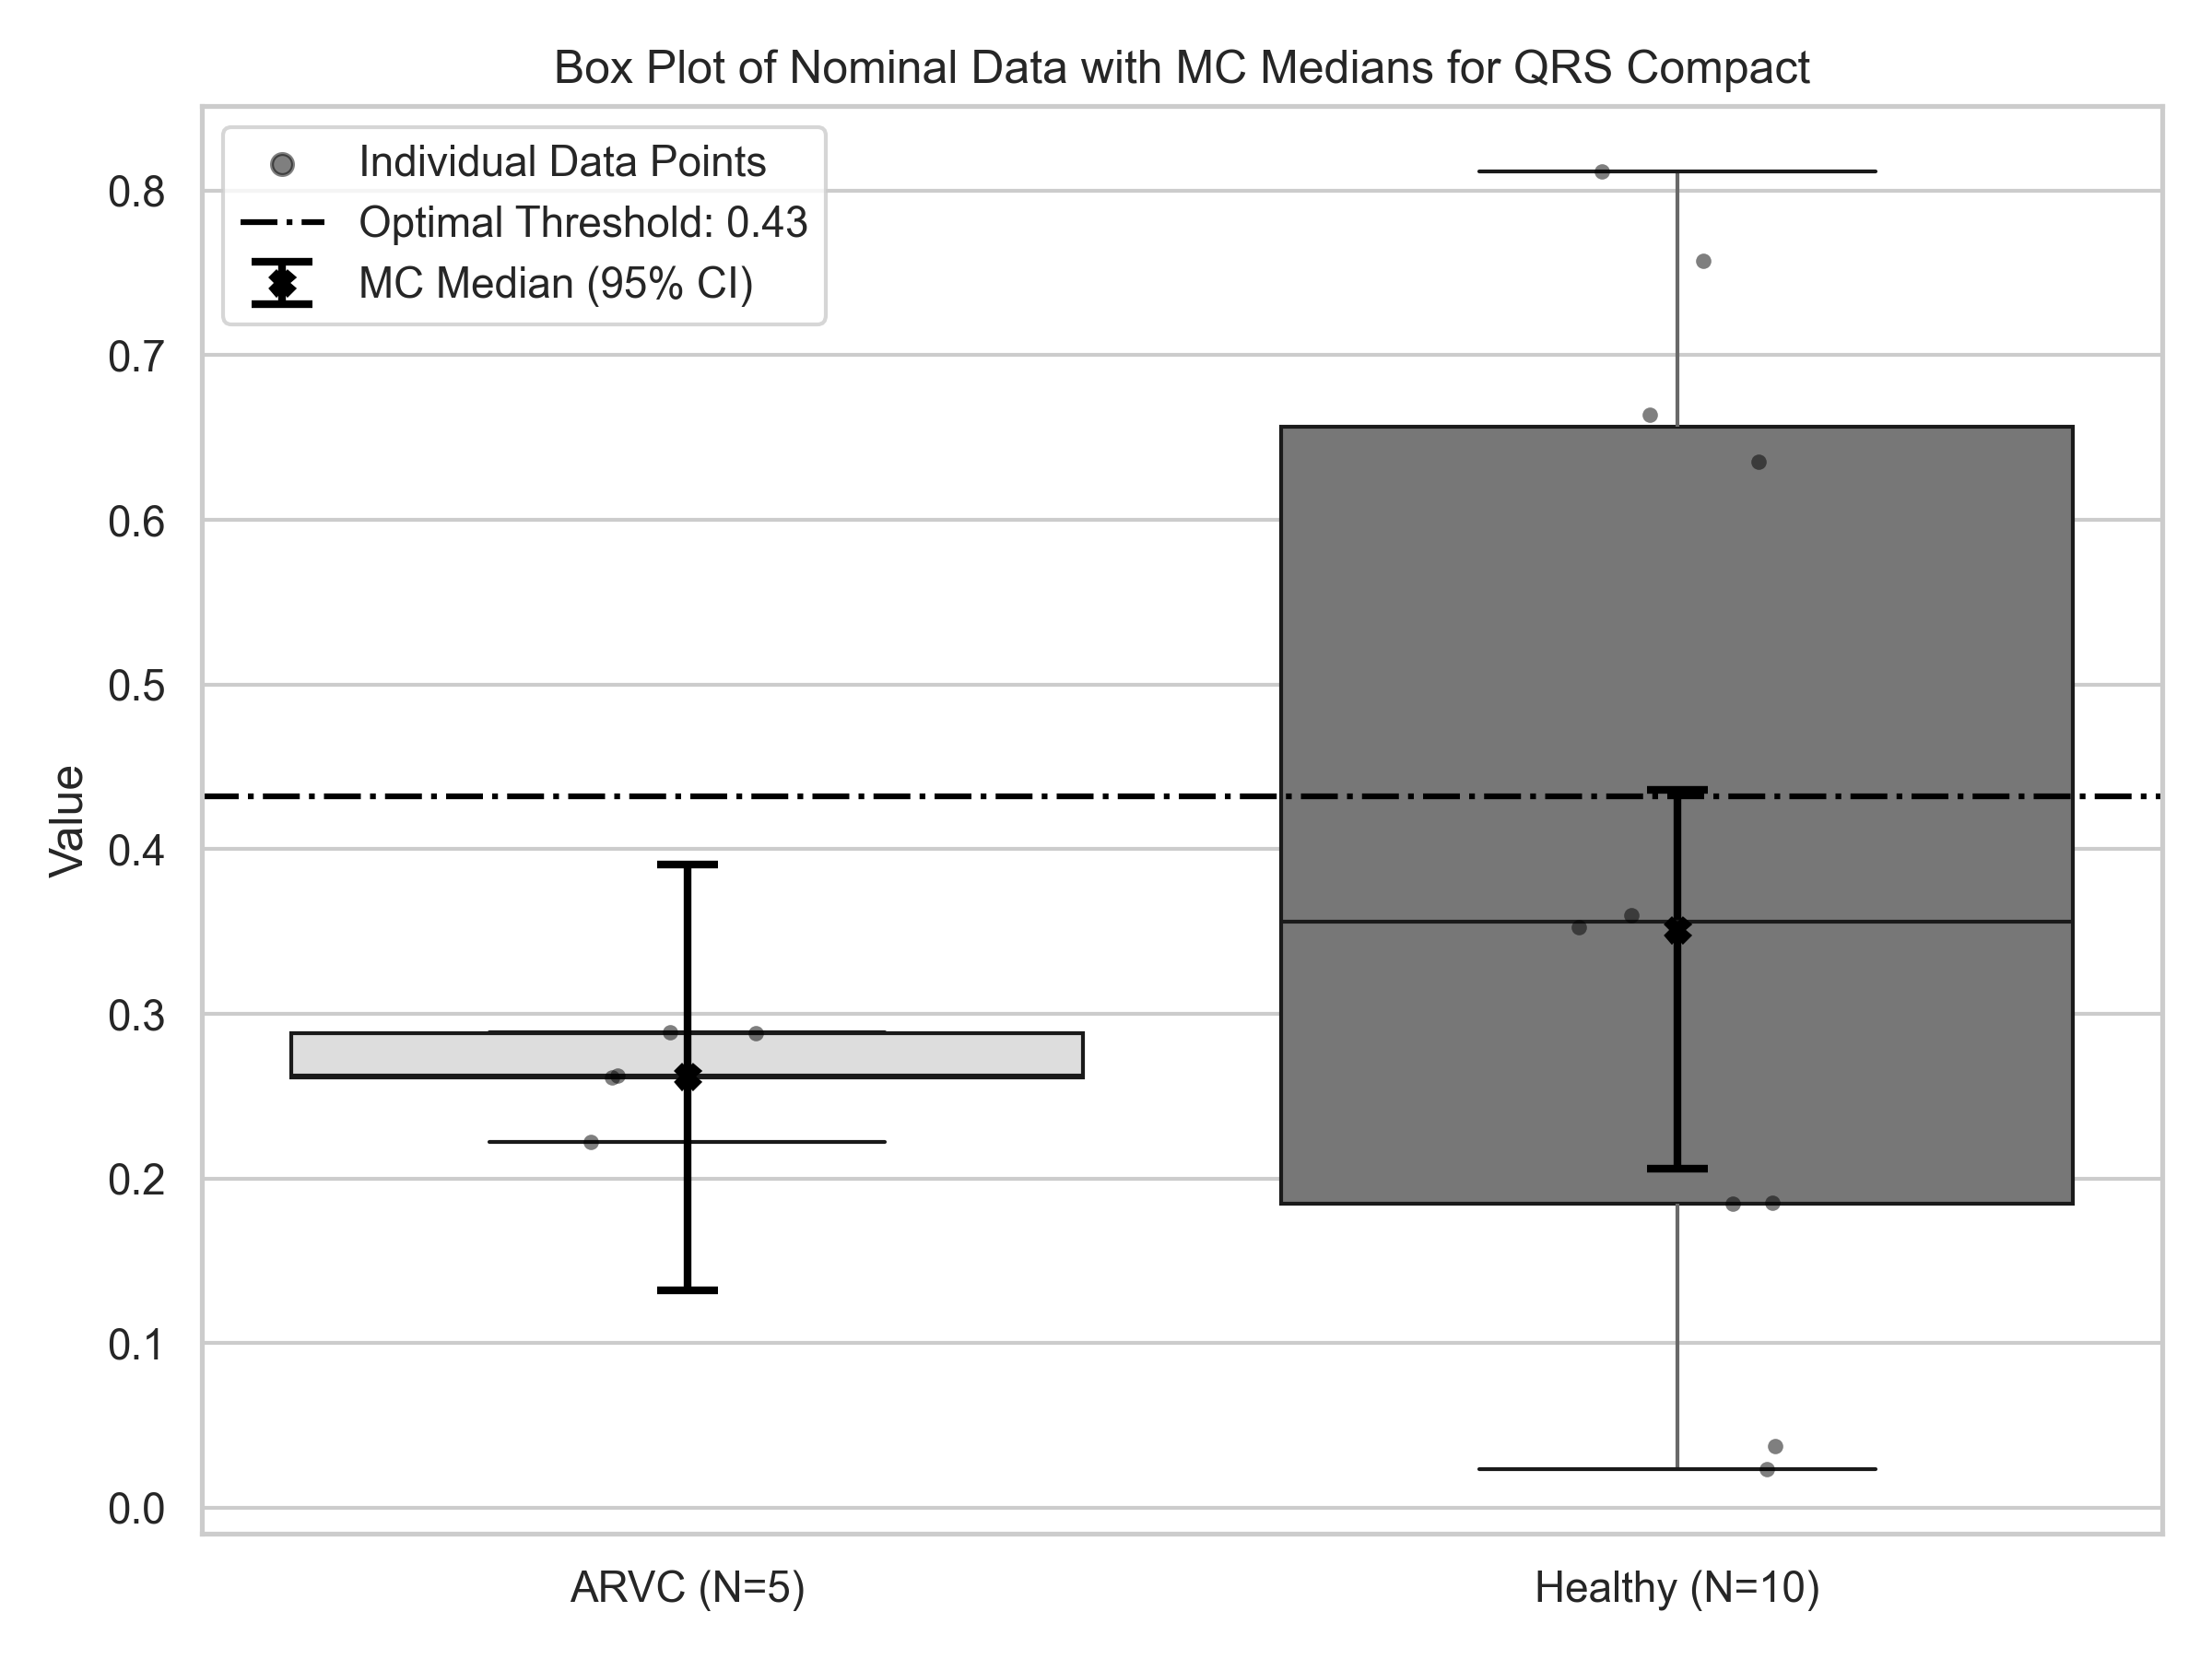 Box Plot of Nominal Data with MC Medians for QRS Compact
Individual Data Points
Optimal Threshold: 0.43
MC Median (95% CI)
Value
0.8
0.7
0.6
0.5
0.4
0.3
0.2
0.1
0.0
ARVC (N=5)
Healthy (N=10)